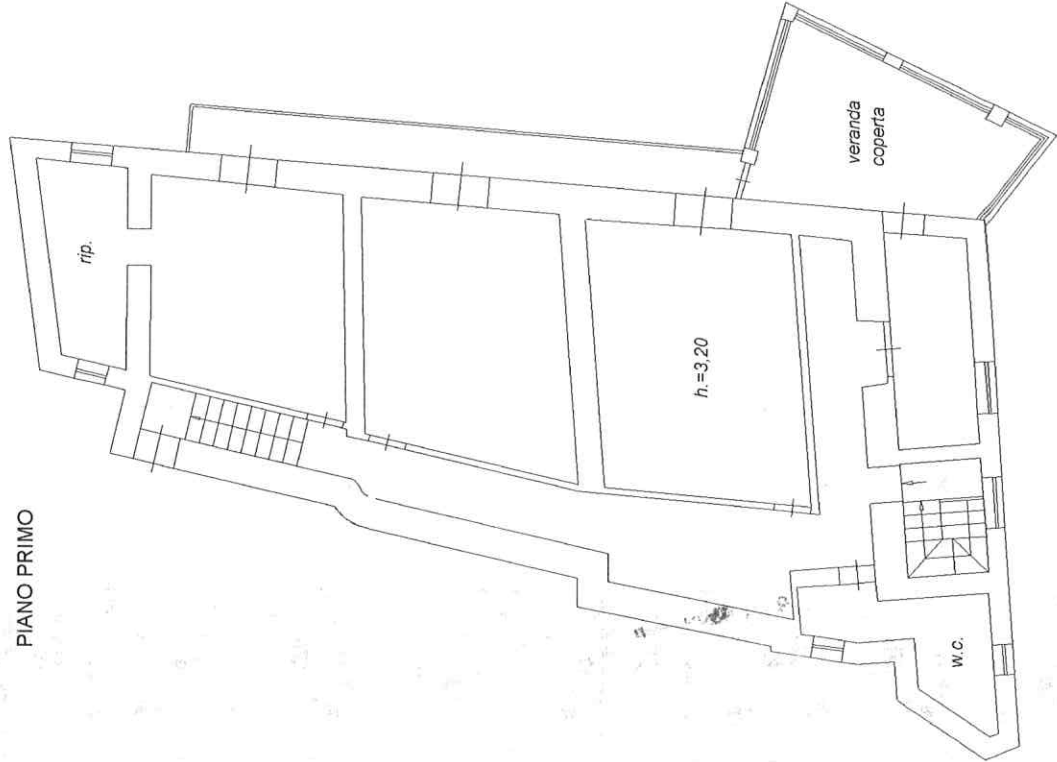 PIANO PRIMO
rip.
veranda
coperta
h.=3,20
w.c.